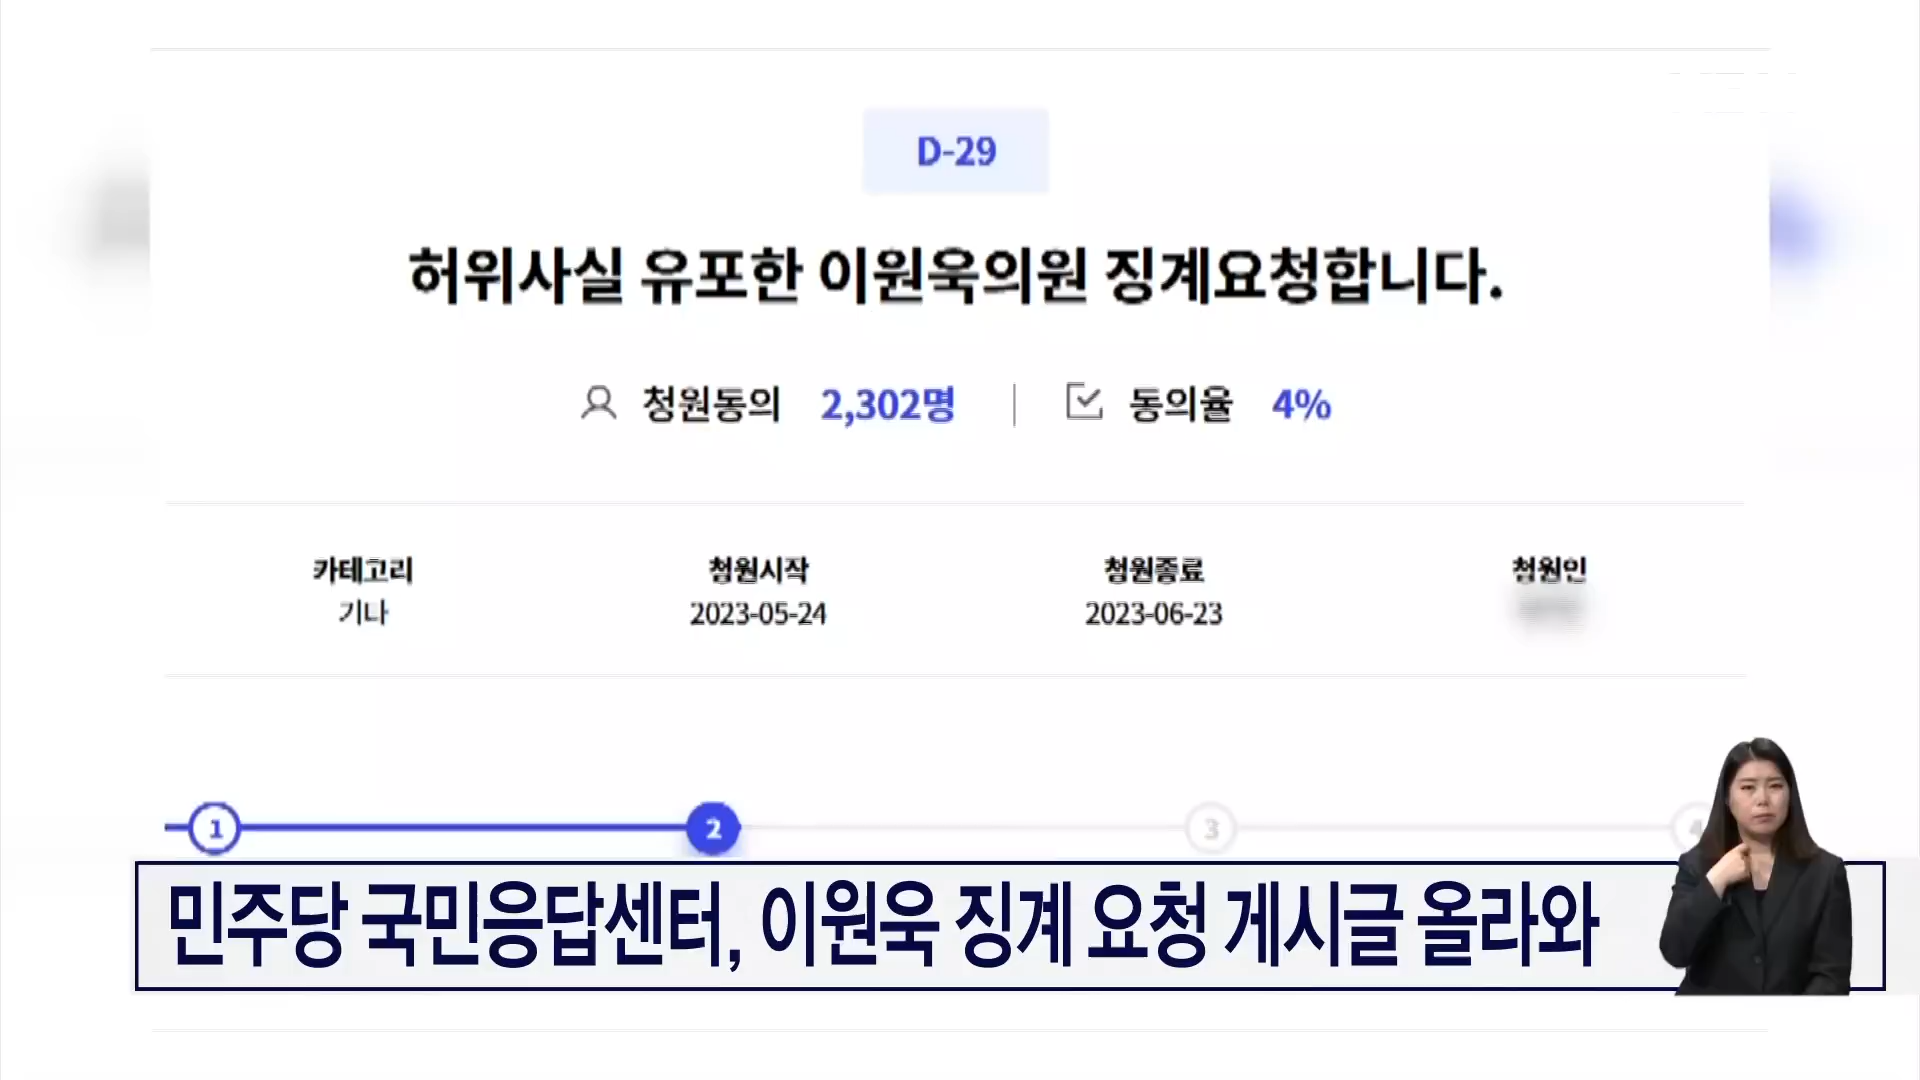 D-29
허위사실 유포한 이원욱의원 징계요청합니다.
청원동의 2,302명 동의율 4%
카테고리 청원시작 청원종료 청원인
기나 2023-05-24 2023-06-23
1 2 3 4
민주당 국민응답센터, 이원욱 징계 요청 게시글 올라와